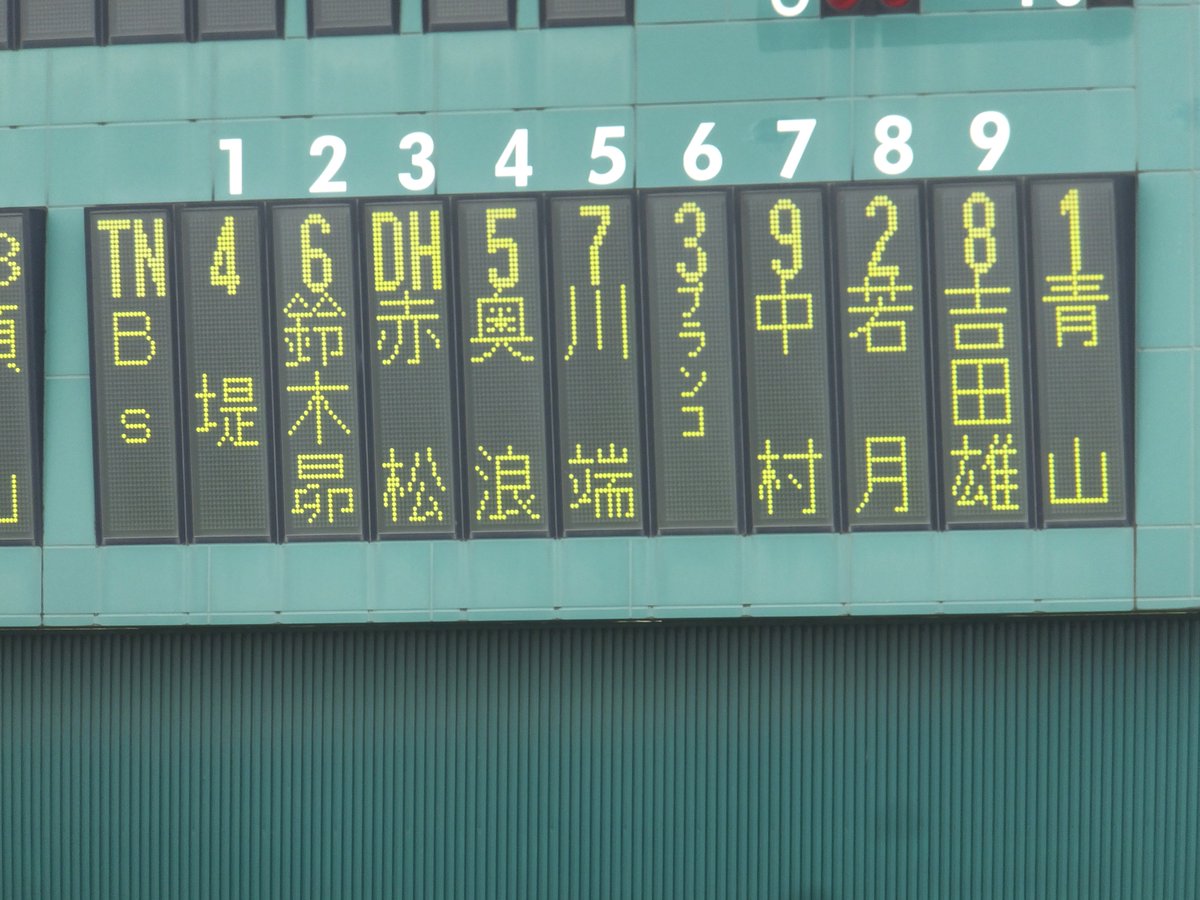 1 2 3 4 5 6 7 8 9
TN Bs
4 堤
6 鈴木昴
DH 赤松
5 奥浪
7 川端
3 フランコ
9 中村
2 若月
8 吉田雄
1 青山